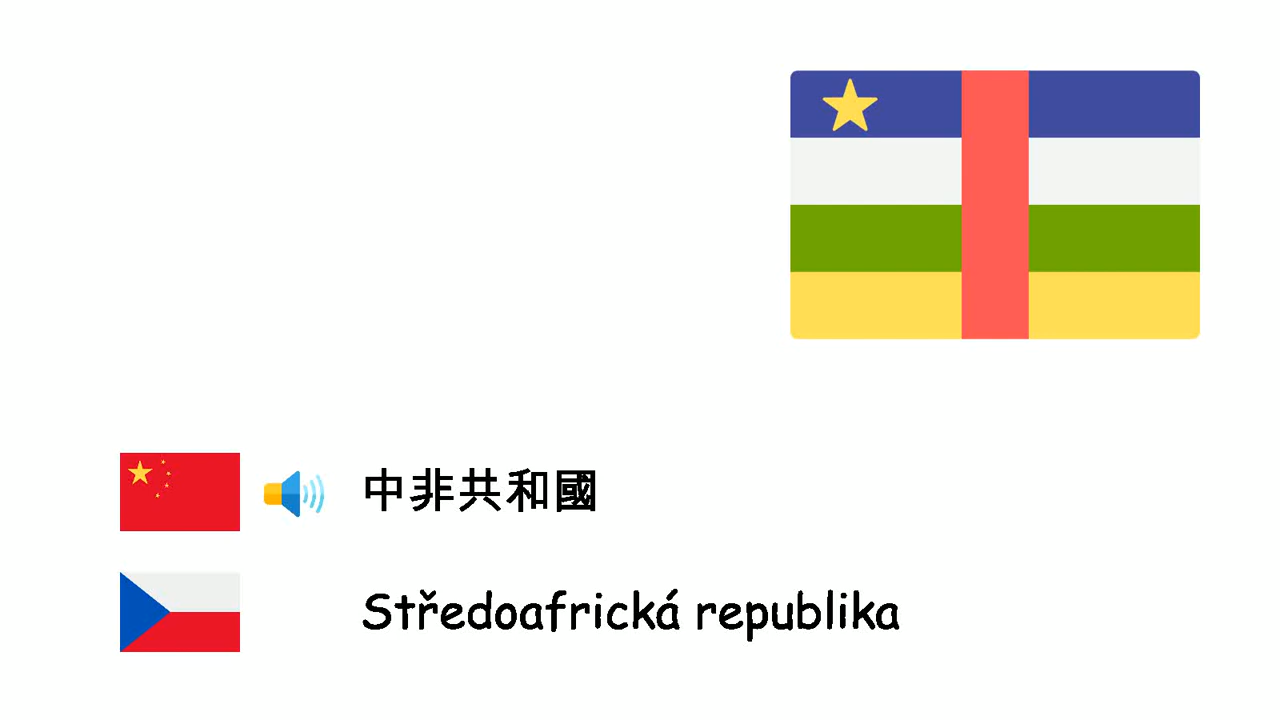 中非共和國
Středoafrická republika